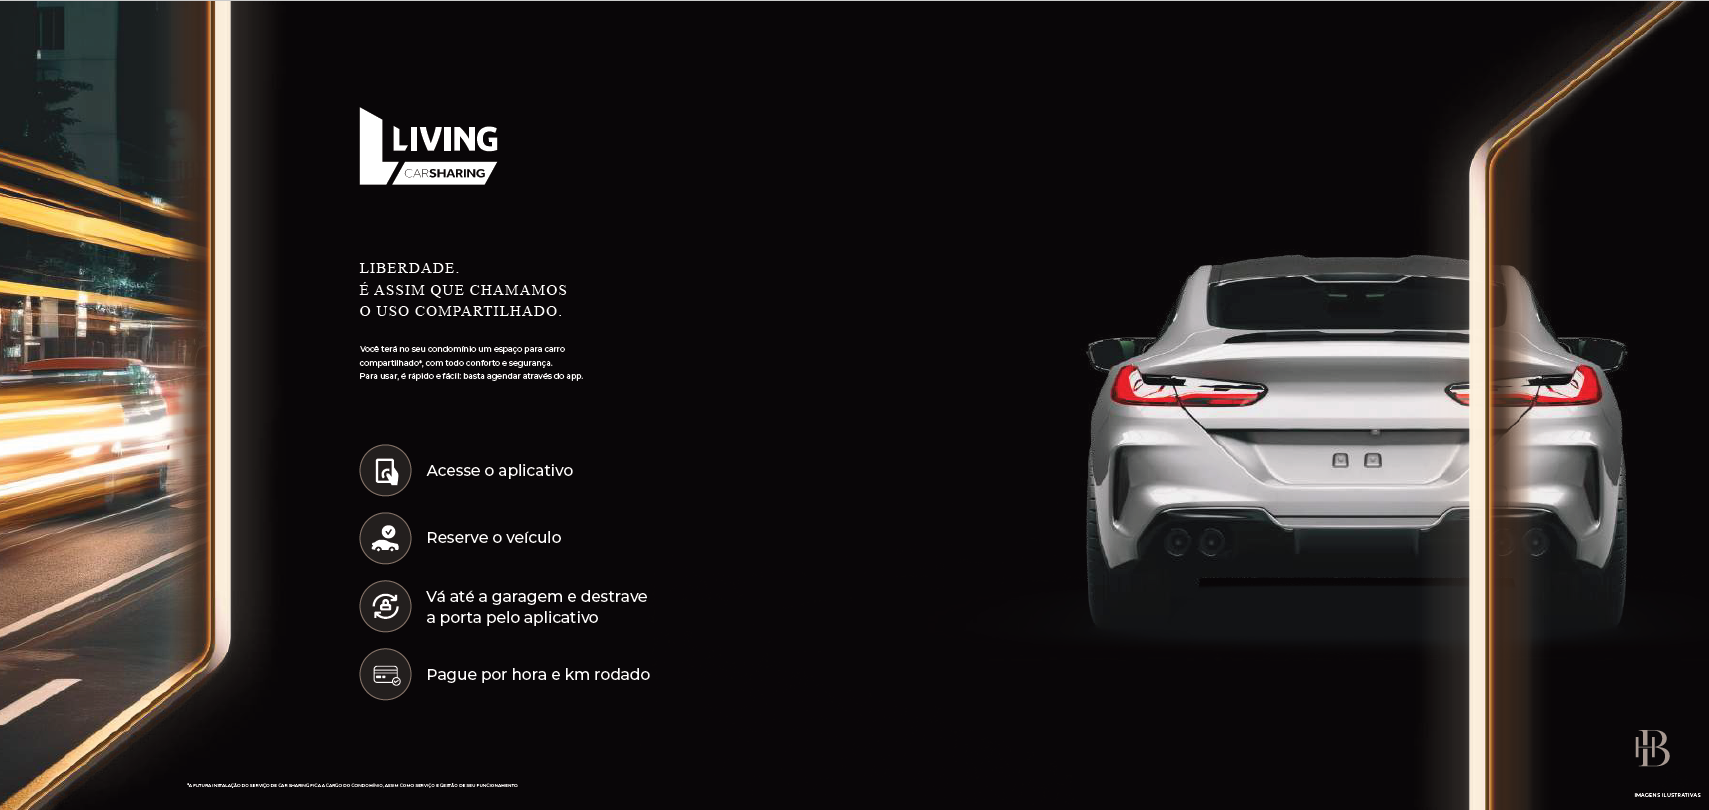 LIVING
CARSHARING
LIBERDADE.
É ASSIM QUE CHAMAMOS
O USO COMPARTILHADO.
Você terá no seu condomínio um espaço para carro
compartilhado*, com todo conforto e segurança.
Para usar, é rápido e fácil: basta agendar através do app.
Acesse o aplicativo
Reserve o veículo
Vá até a garagem e destrave
a porta pelo aplicativo
Pague por hora e km rodado
*A FUTURA INSTALAÇÃO DO SERVIÇO DE CAR SHARING FICA A CARGO DO CONDOMÍNIO, ASSIM COMO SERVIÇO E GESTÃO DE SEU FUNCIONAMENTO.
HB
IMAGENS ILUSTRATIVAS